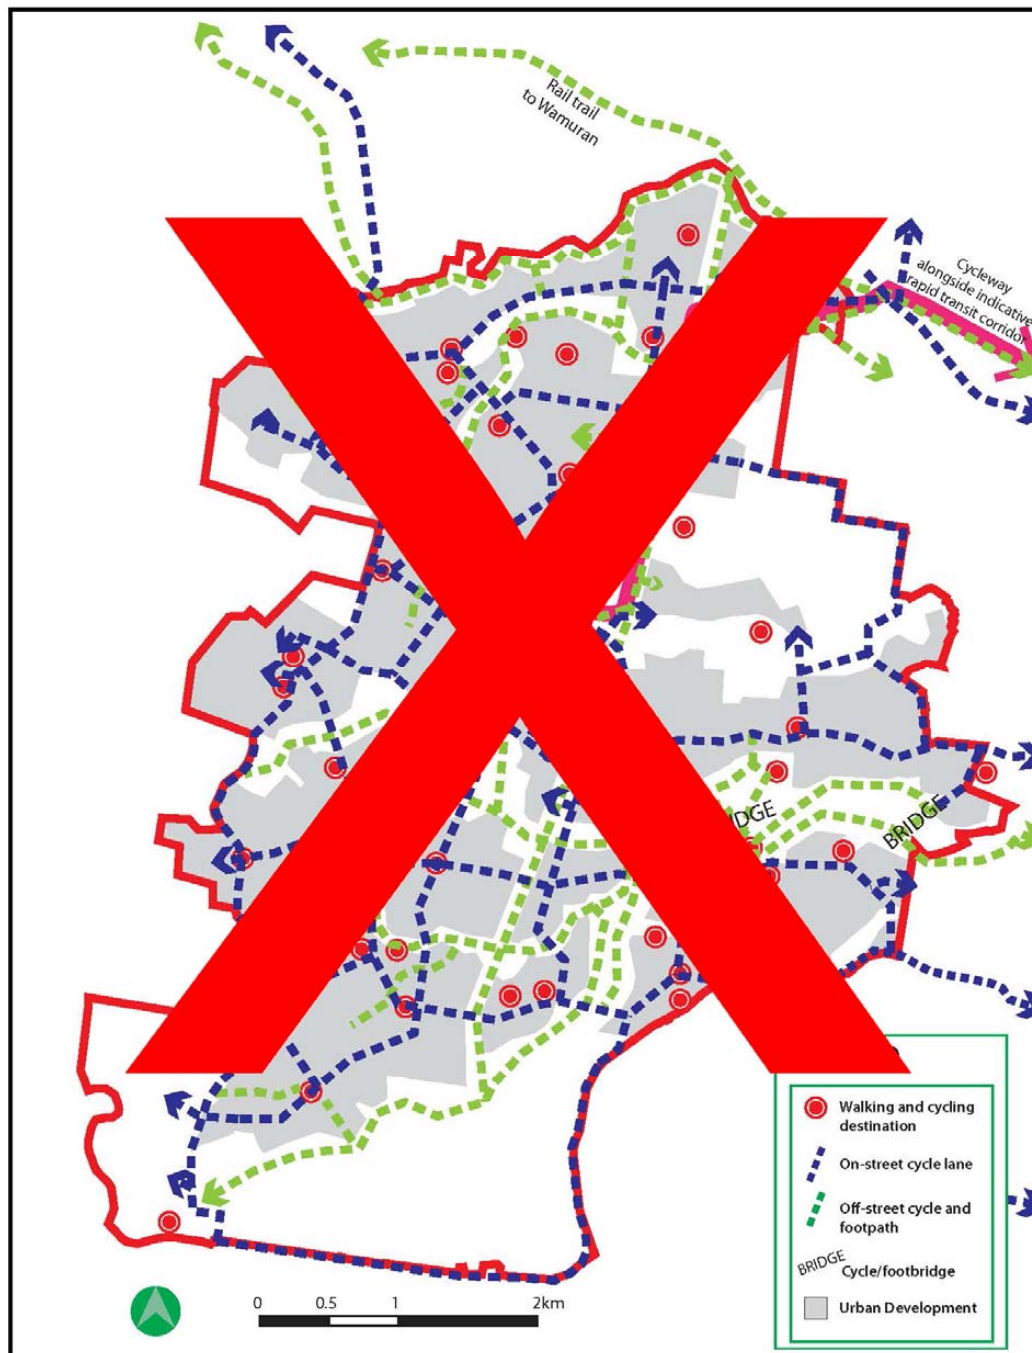 Rail trail
to Wamuran
Cycleway
alongside indicative
rapid transit corridor
BRIDGE
Walking and cycling
destination
On-street cycle lane
Off-street cycle and
footpath
BRIDGE
Cycle/footbridge
Urban Development
0 0.5 1 2km